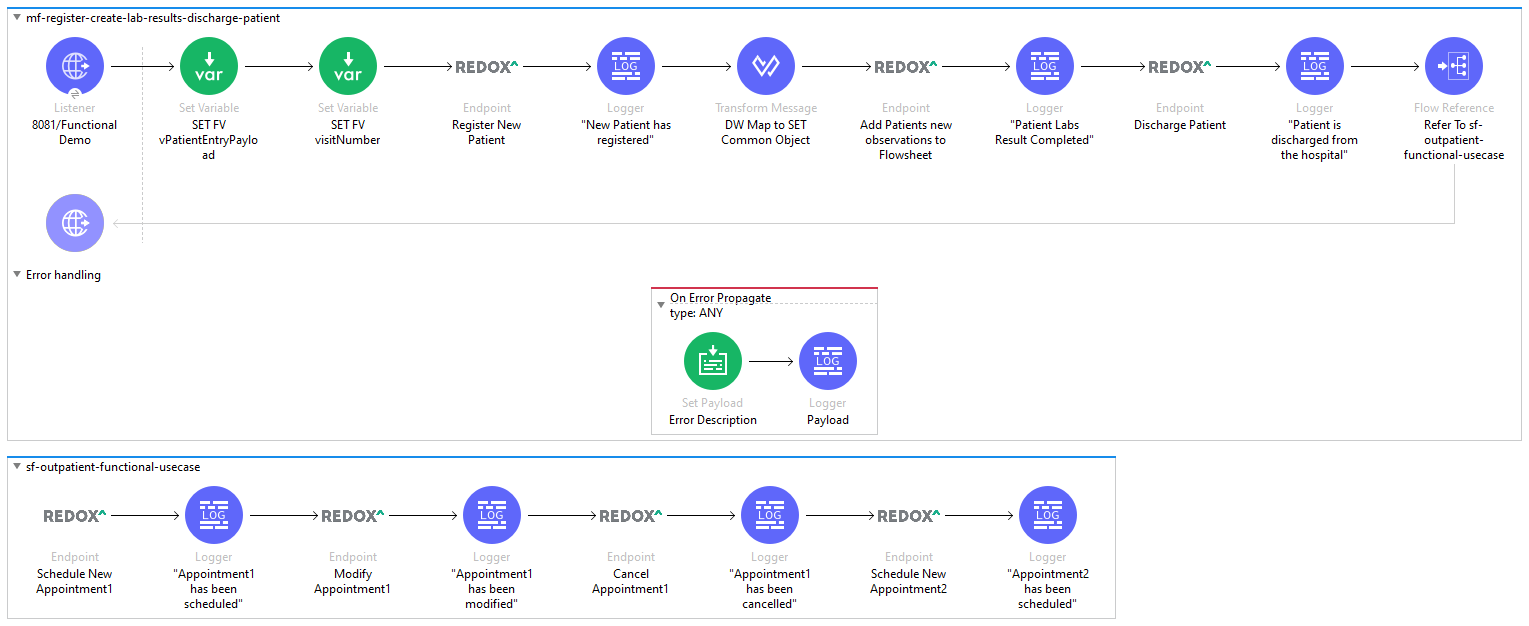 mf-register-create-lab-results-discharge-patient
var
var
REDOX^
LOG
REDOX^
LOG
REDOX^
LOG
Listener
Set Variable
Set Variable
Endpoint
Logger
Transform Message
Endpoint
Logger
Endpoint
Logger
Flow Reference
8081/Functional
Demo
SET FV
vPatientEntryPaylo
ad
SET FV
visitNumber
Register New
Patient
"New Patient has
registered"
DW Map to SET
Common Object
Add Patients new
observations to
Flowsheet
"Patient Labs
Result Completed"
Discharge Patient
"Patient is
discharged from
the hospital"
Refer To sf-
outpatient-
functional-usecase
Error handling
On Error Propagate
type: ANY
LOG
Set Payload
Logger
Error Description
Payload
sf-outpatient-functional-usecase
REDOX^
LOG
REDOX^
LOG
REDOX^
LOG
REDOX^
LOG
Endpoint
Logger
Endpoint
Logger
Endpoint
Logger
Endpoint
Logger
Schedule New
Appointment1
"Appointment1
has been
scheduled"
Modify
Appointment1
"Appointment1
has been
modified"
Cancel
Appointment1
"Appointment1
has been
cancelled"
Schedule New
Appointment2
"Appointment2
has been
scheduled"